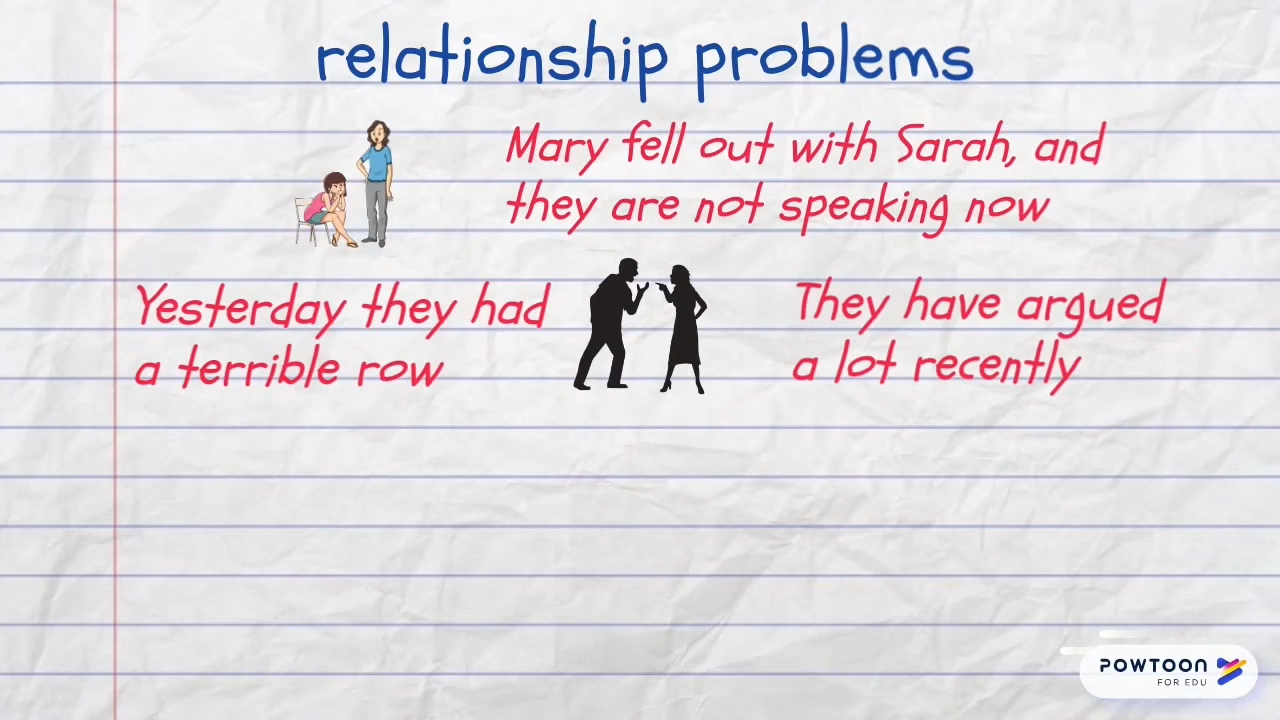 relationship problems
Mary fell out with Sarah, and
they are not speaking now
Yesterday they had
a terrible row
They have argued
a lot recently
POWTOON
FOR EDU